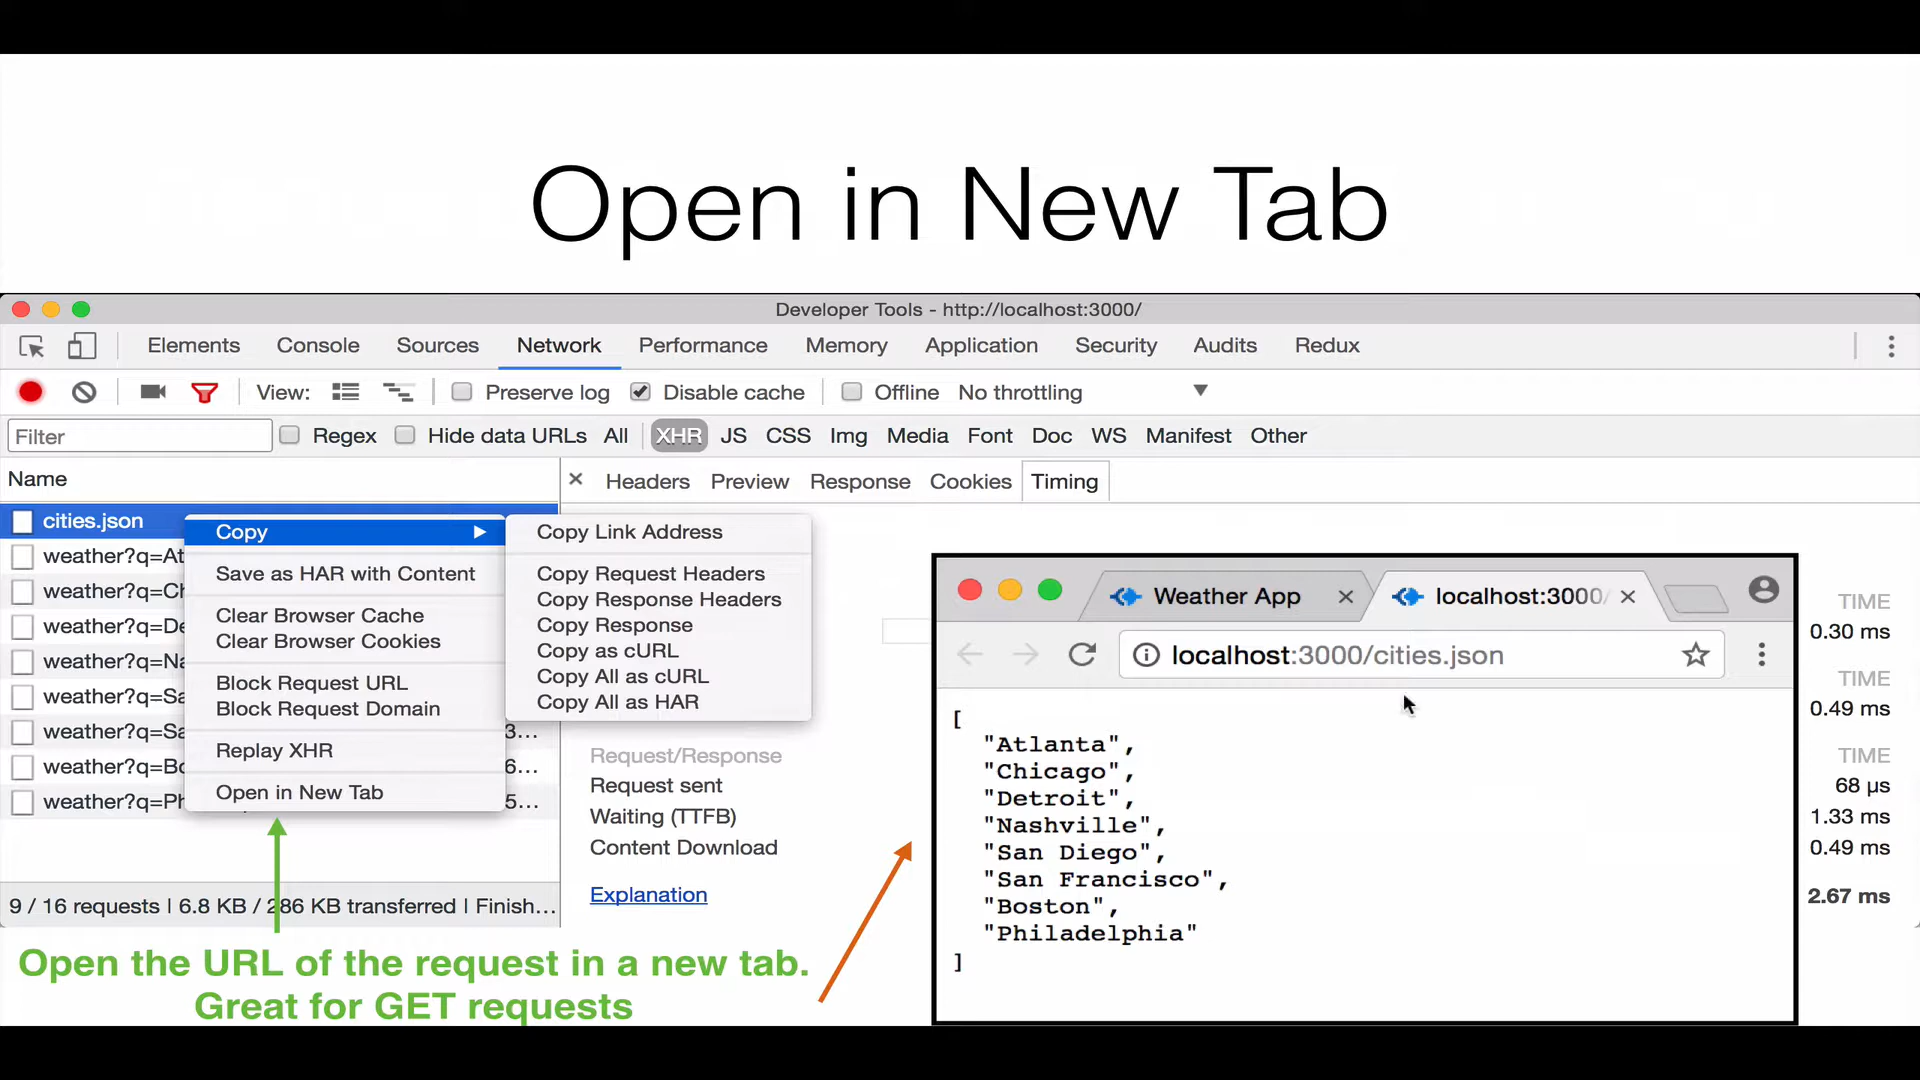 Open in New Tab
Developer Tools - http://localhost:3000/
Elements Console Sources Network Performance Memory Application Security Audits Redux
View: Preserve log Disable cache Offline No throttling
Filter Regex Hide data URLs All XHR JS CSS Img Media Font Doc WS Manifest Other
Name
Headers Preview Response Cookies Timing
cities.json
weather?q=At
weather?q=Ch
weather?q=De
weather?q=Na
weather?q=Sa
weather?q=Sa 3...
weather?q=Bo 6...
weather?q=Ph 5...
Copy
Save as HAR with Content
Clear Browser Cache
Clear Browser Cookies
Block Request URL
Block Request Domain
Replay XHR
Open in New Tab
Copy Link Address
Copy Request Headers
Copy Response Headers
Copy Response
Copy as cURL
Copy All as cURL
Copy All as HAR
TIME
0.30 ms
TIME
0.49 ms
Request/Response TIME
Request sent 68 µs
Waiting (TTFB) 1.33 ms
Content Download 0.49 ms
Explanation 2.67 ms
Weather App localhost:3000/
localhost:3000/cities.json
[
"Atlanta",
"Chicago",
"Detroit",
"Nashville",
"San Diego",
"San Francisco",
"Boston",
"Philadelphia"
]
9 / 16 requests | 6.8 KB / 286 KB transferred | Finish...
Open the URL of the request in a new tab.
Great for GET requests